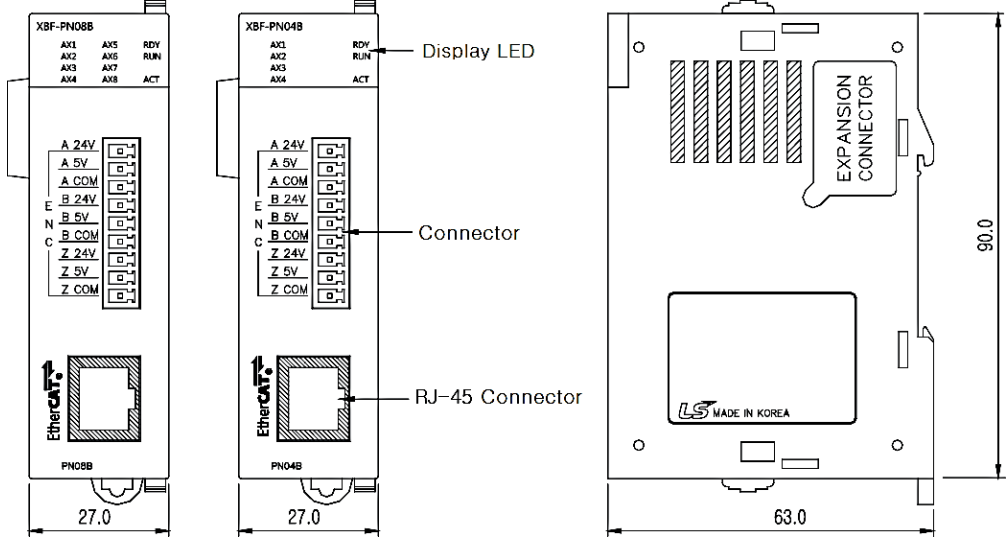 XBF-PN08B
AX1 AX5 RDY
AX2 AX6 RUN
AX3 AX7
AX4 AX8 ACT
A 24V
A 5V
A COM
B 24V
B 5V
B COM
Z 24V
Z 5V
Z COM
ENC
EtherCAT
PN08B
27.0
XBF-PN04B
AX1 RDY
AX2 RUN
AX3
AX4 ACT
A 24V
A 5V
A COM
B 24V
B 5V
B COM
Z 24V
Z 5V
Z COM
ENC
EtherCAT
PN04B
27.0
Display LED
Connector
RJ-45 Connector
EXPANSION
CONNECTOR
LS MADE IN KOREA
63.0
90.0